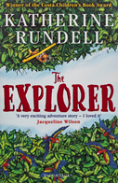 Winner of the Costa Children's Book Award
KATHERINE
RUNDELL
The
EXPLORER
'A very exciting adventure story – I loved it'
Jacqueline Wilson